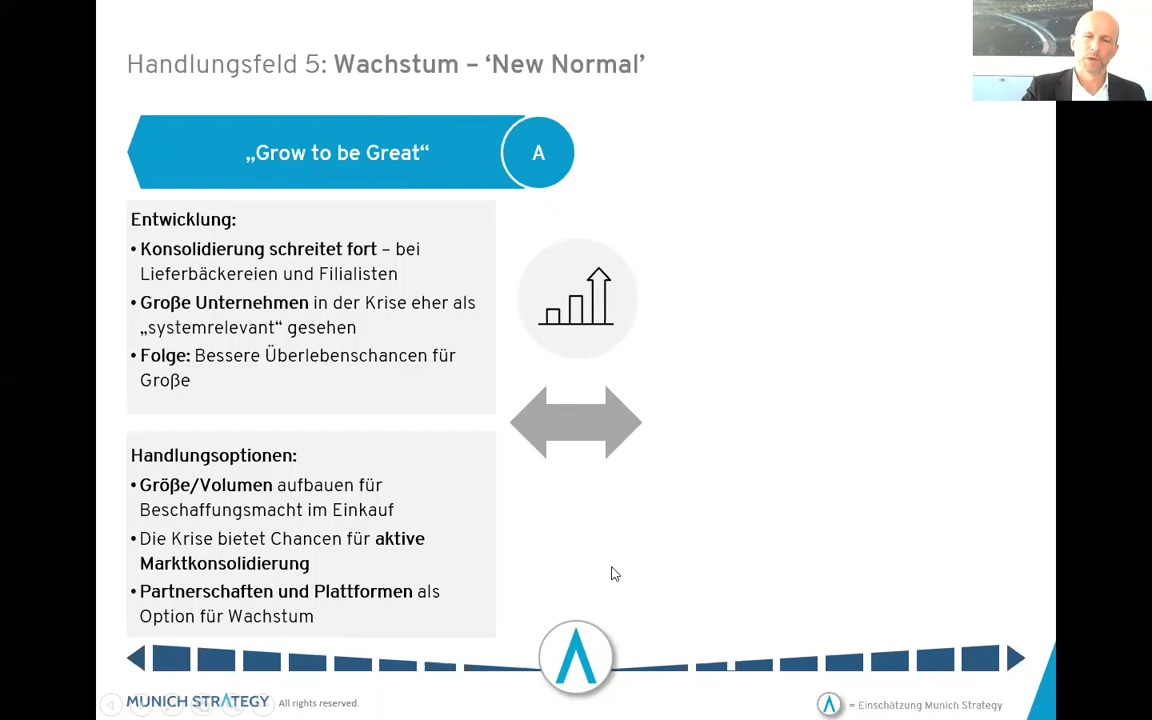 Handlungsfeld 5: Wachstum – ‘New Normal’
„Grow to be Great“
A
Entwicklung:
• Konsolidierung schreitet fort – bei
Lieferbäckereien und Filialisten
• Große Unternehmen in der Krise eher als
„systemrelevant“ gesehen
• Folge: Bessere Überlebenschancen für
Große
Handlungsoptionen:
• Größe/Volumen aufbauen für
Beschaffungsmacht im Einkauf
• Die Krise bietet Chancen für aktive
Marktkonsolidierung
• Partnerschaften und Plattformen als
Option für Wachstum
MUNICH STRATEGY All rights reserved.
= Einschätzung Munich Strategy